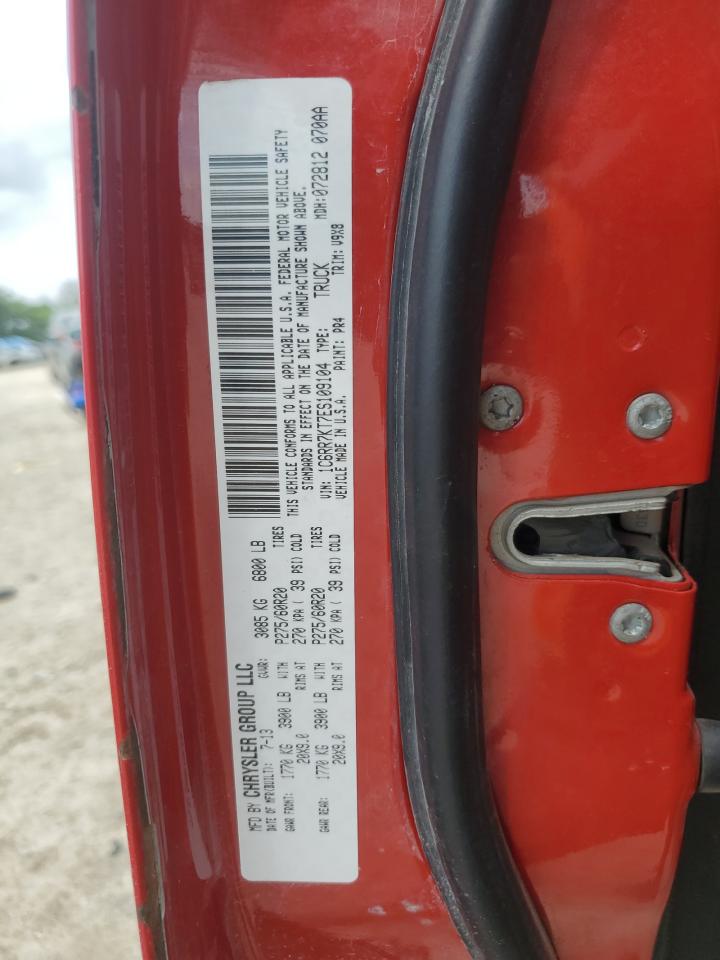 MFD BY CHRYSLER GROUP LLC
DATE OF MFR(BUILT): 7-13 GVWR: 3085 KG 6800 LB
GAWR FRONT: 1770 KG 3900 LB WITH P275/60R20 TIRES
20X9.0 RIMS AT 270 KPA ( 39 PSI) COLD
GAWR REAR: 1770 KG 3900 LB WITH P275/60R20 TIRES
20X9.0 RIMS AT 270 KPA ( 39 PSI) COLD
THIS VEHICLE CONFORMS TO ALL APPLICABLE U.S.A. FEDERAL MOTOR VEHICLE SAFETY
STANDARDS IN EFFECT ON THE DATE OF MANUFACTURE SHOWN ABOVE.
VIN: 1C6RR7KT7ES109104 TYPE: TRUCK MDH:072812 070AA
VEHICLE MADE IN U.S.A. PAINT: PR4 TRIM: V9X8